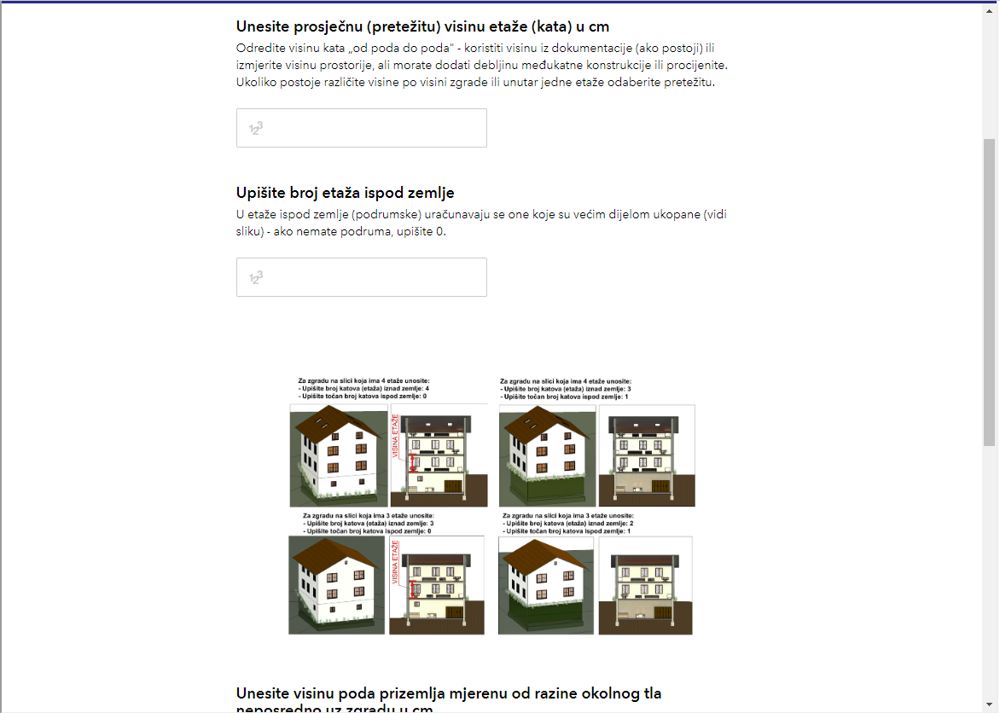 Unesite prosječnu (pretežitu) visinu etaže (kata) u cm
Odredite visinu kata „od poda do poda“ - koristiti visinu iz dokumentacije (ako postoji) ili
izmjerite visinu prostorije, ali morate dodati debljinu međukatne konstrukcije ili procijenite.
Ukoliko postoje različite visine po visini zgrade ili unutar jedne etaže odaberite pretežitu.
123
Upišite broj etaža ispod zemlje
U etaže ispod zemlje (podrumske) uračunavaju se one koje su većim dijelom ukopane (vidi
sliku) - ako nemate podruma, upišite 0.
123
Za zgradu na slici koja ima 4 etaže unosite:
- Upišite broj katova (etaža) iznad zemlje: 4
- Upišite točan broj katova ispod zemlje: 0
VISINA ETAŽE
Za zgradu na slici koja ima 4 etaže unosite:
- Upišite broj katova (etaža) iznad zemlje: 3
- Upišite točan broj katova ispod zemlje: 1
Za zgradu na slici koja ima 3 etaže unosite:
- Upišite broj katova (etaža) iznad zemlje: 3
- Upišite točan broj katova ispod zemlje: 0
VISINA ETAŽE
Za zgradu na slici koja ima 3 etaže unosite:
- Upišite broj katova (etaža) iznad zemlje: 2
- Upišite točan broj katova ispod zemlje: 1
Unesite visinu poda prizemlja mjerenu od razine okolnog tla
neposredno uz zgradu u cm